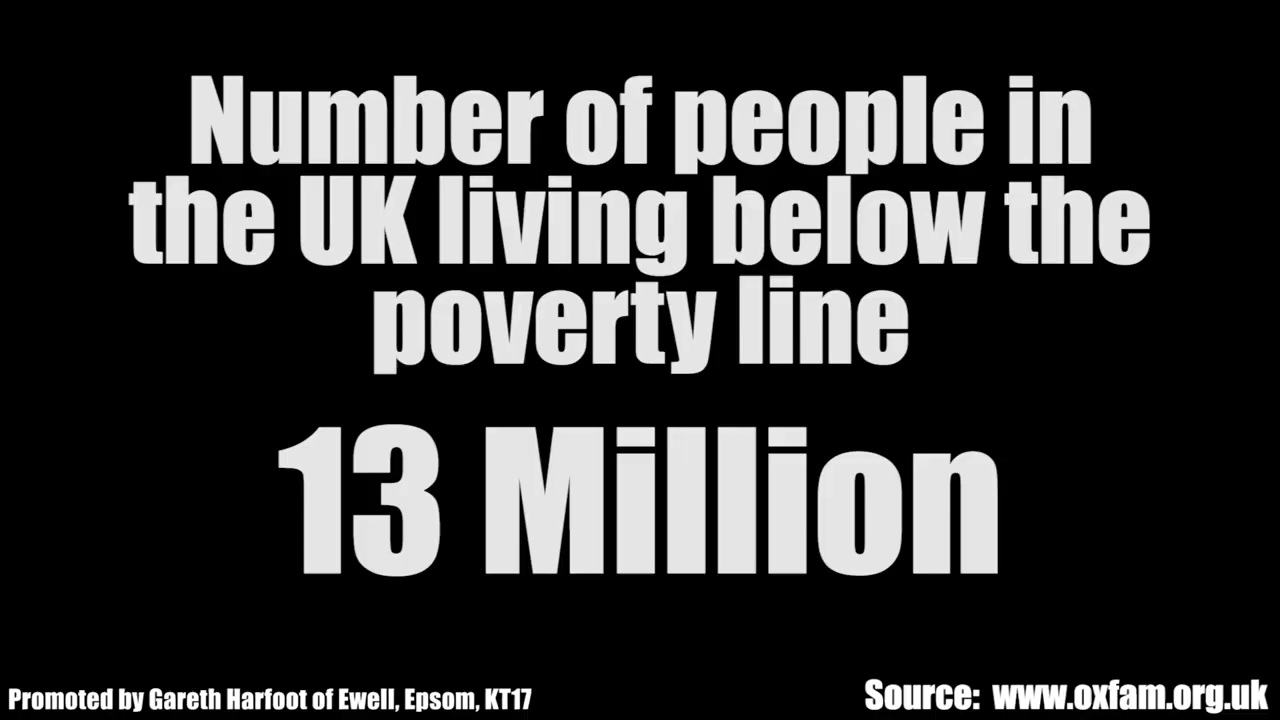 Number of people in
the UK living below the
poverty line
13 Million
Promoted by Gareth Harfoot of Ewell, Epsom, KT17
Source: www.oxfam.org.uk